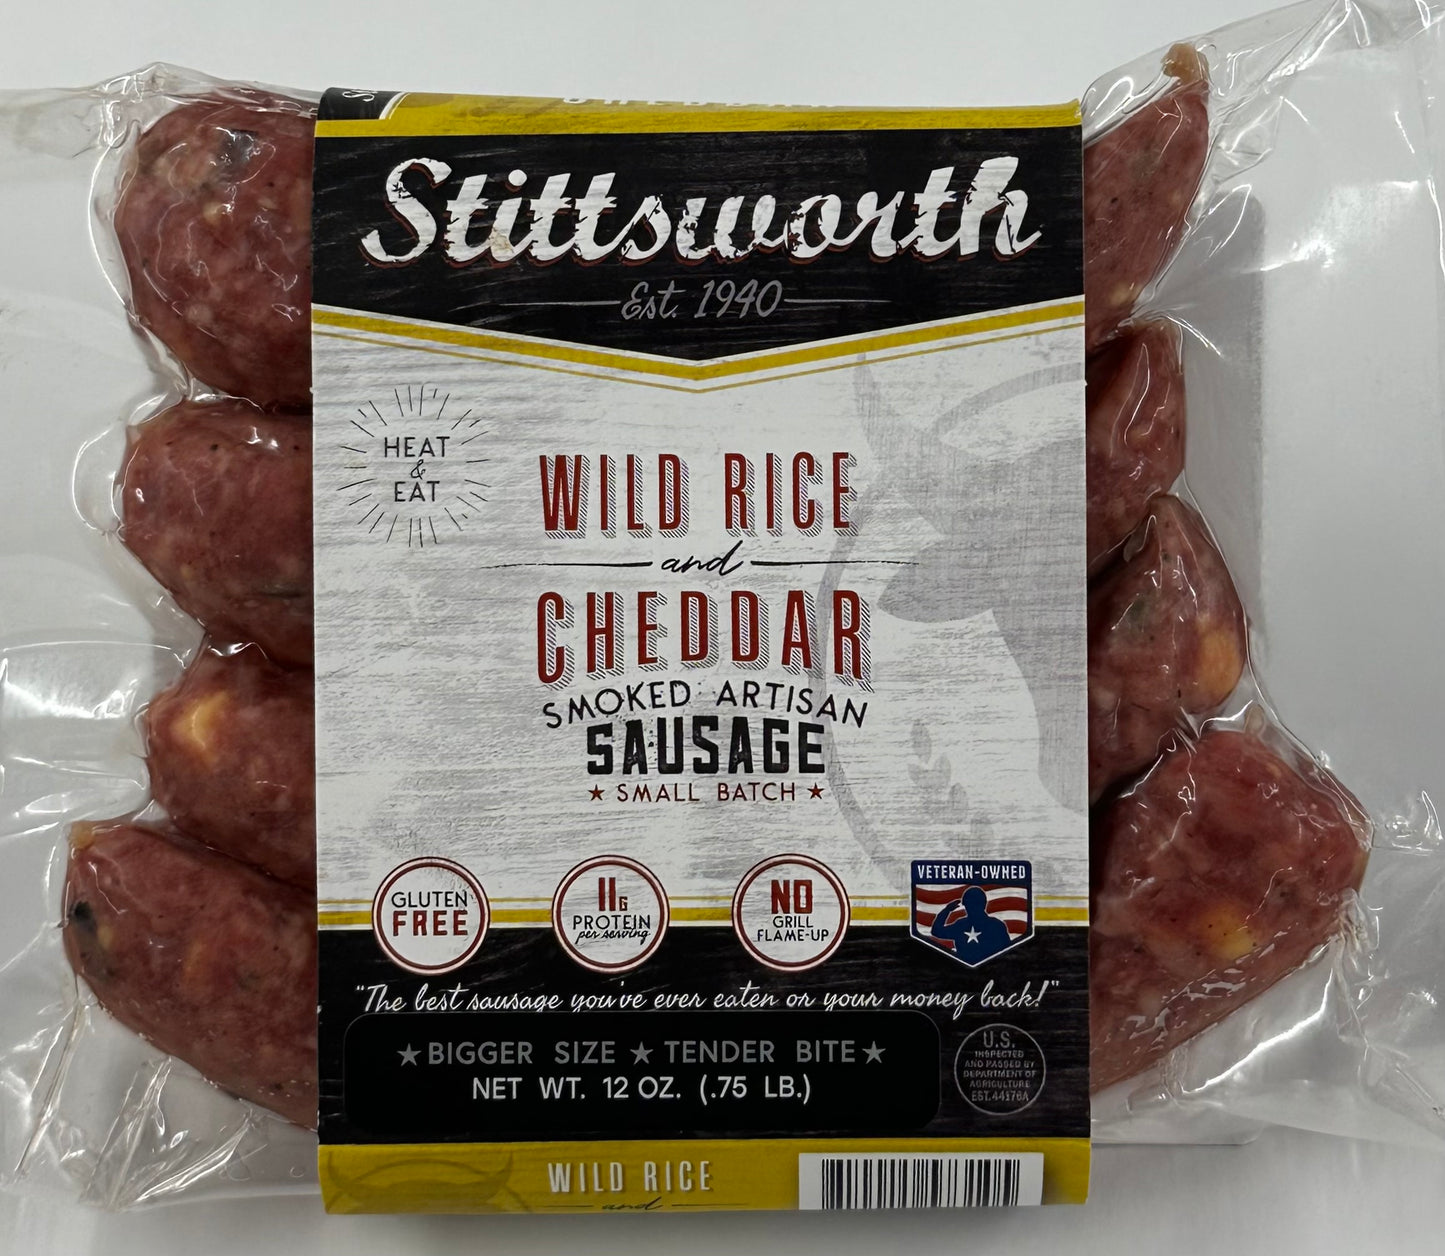 Stittsworth
Est. 1940
HEAT
&
EAT
WILD RICE
and
CHEDDAR
SMOKED ARTISAN
SAUSAGE
★ SMALL BATCH ★
GLUTEN
FREE
11G
PROTEIN
per serving
NO
GRILL
FLAME-UP
VETERAN-OWNED
"The best sausage you've ever eaten or your money back!"
★ BIGGER SIZE ★ TENDER BITE ★
NET WT. 12 OZ. (.75 LB.)
U.S.
INSPECTED
AND PASSED BY
DEPARTMENT OF
AGRICULTURE
EST. 44176A
WILD RICE
and